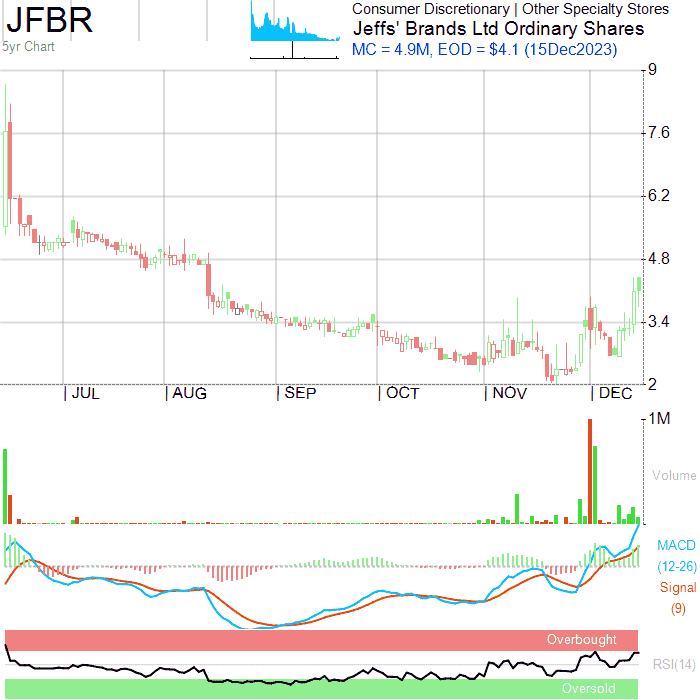 JFBR
5yr Chart
Consumer Discretionary | Other Specialty Stores
Jeffs' Brands Ltd Ordinary Shares
MC = 4.9M, EOD = $4.1 (15Dec2023)
9
7.6
6.2
4.8
3.4
2
JUL AUG SEP OCT NOV DEC
1M
Volume
MACD
(12-26)
Signal
(9)
Overbought
RSI(14)
Oversold